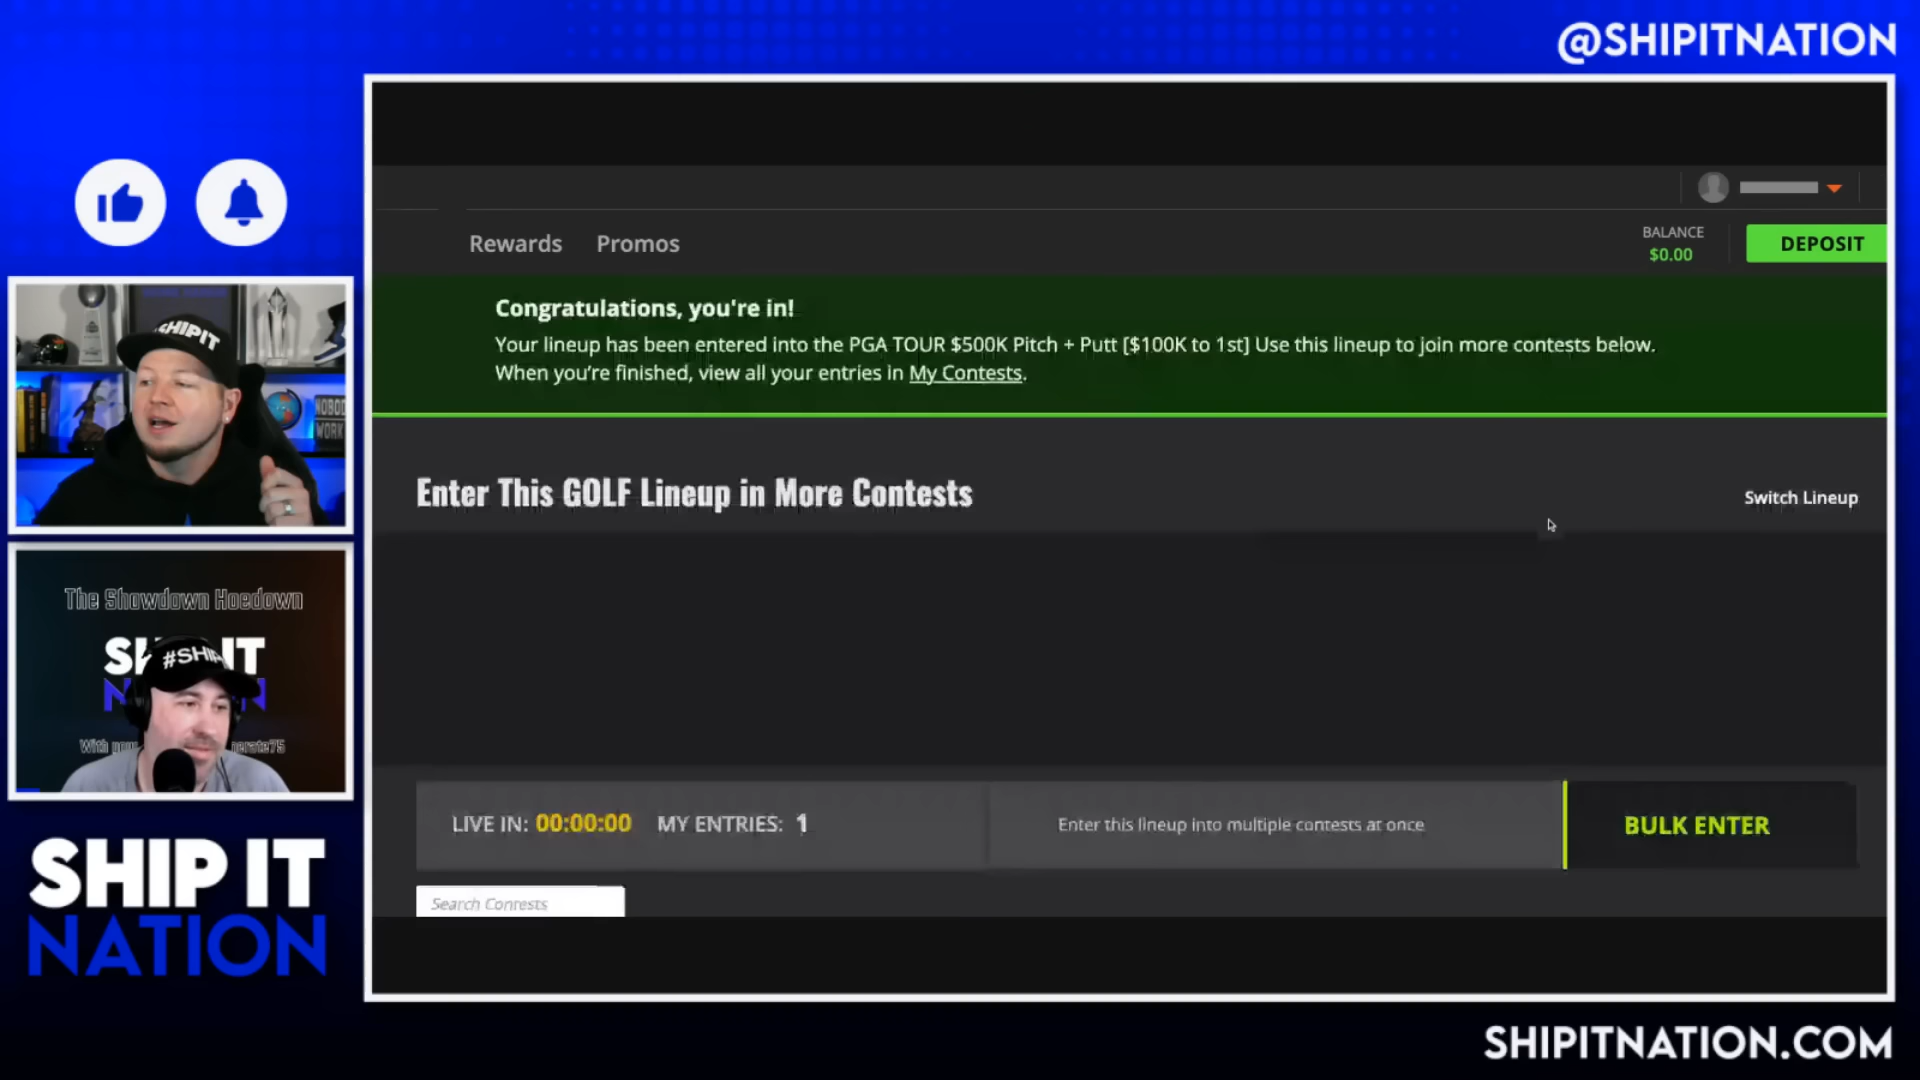 @SHIPITNATION
Rewards Promos
BALANCE
$0.00
DEPOSIT
Congratulations, you're in!
Your lineup has been entered into the PGA TOUR $500K Pitch + Putt [$100K to 1st] Use this lineup to join more contests below.
When you're finished, view all your entries in My Contests.
Enter This GOLF Lineup in More Contests
Switch Lineup
LIVE IN: 00:00:00 MY ENTRIES: 1
Enter this lineup into multiple contests at once
BULK ENTER
Search Contests
SHIPIT
NOBOD
WORK
The Showdown Hoedown
#SHIP
With
SHIP IT
NATION
SHIPITNATION.COM